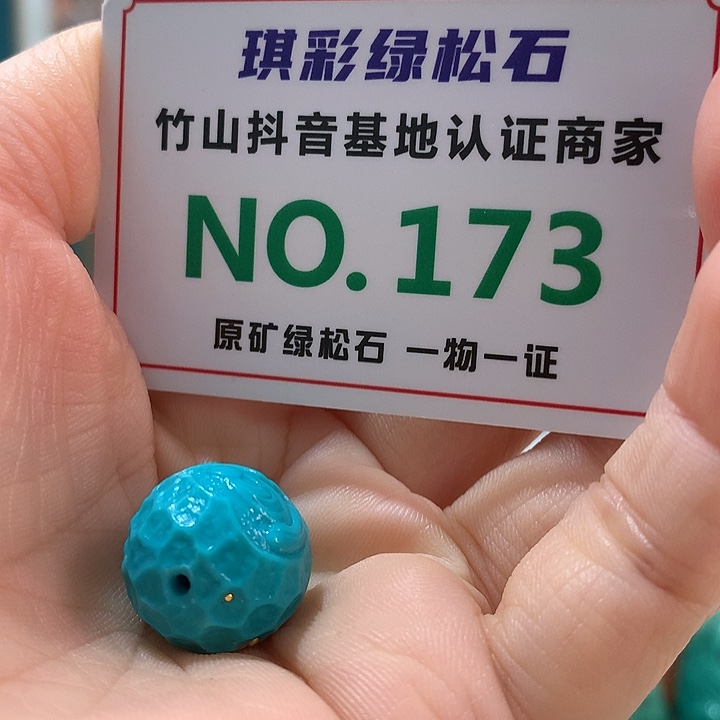 琪彩绿松石
竹山抖音基地认证商家
NO.173
原矿绿松石 一物一证